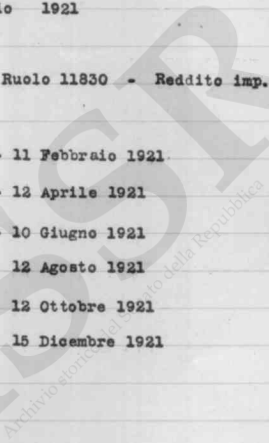 io 1921
Ruolo 11830 - Reddito imp.
11 Febbraio 1921
12 Aprile 1921
10 Giugno 1921
12 Agosto 1921
12 Ottobre 1921
15 Dicembre 1921
Archivio storico del Senato della Repubblica